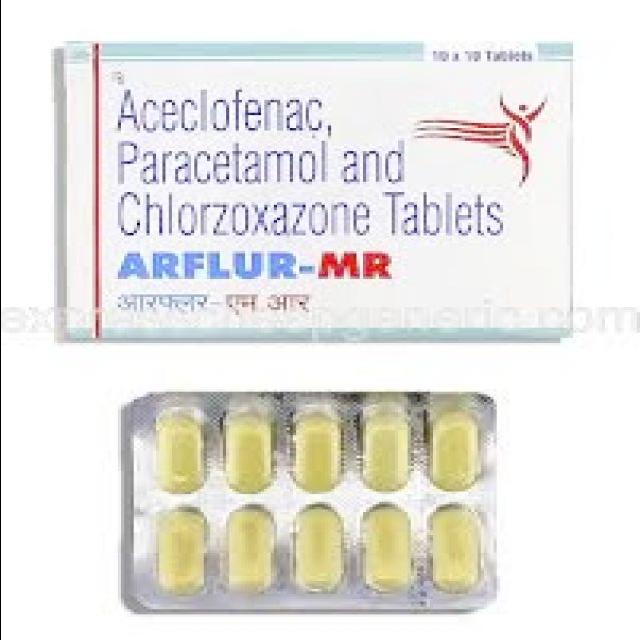 10 x 10 Tablets
Aceclofenac,
Paracetamol and
Chlorzoxazone Tablets
ARFLUR-MR
आरफ्लर-एम.आर